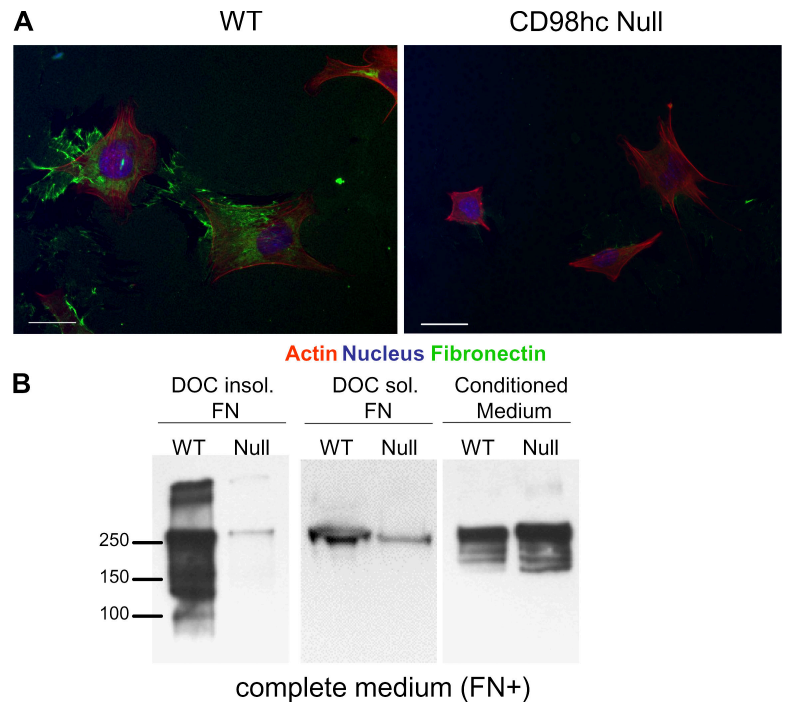 A
WT
CD98hc Null
Actin Nucleus Fibronectin
B
DOC insol.
FN
DOC sol.
FN
Conditioned
Medium
WT
Null
WT
Null
WT
Null
250
150
100
complete medium (FN+)